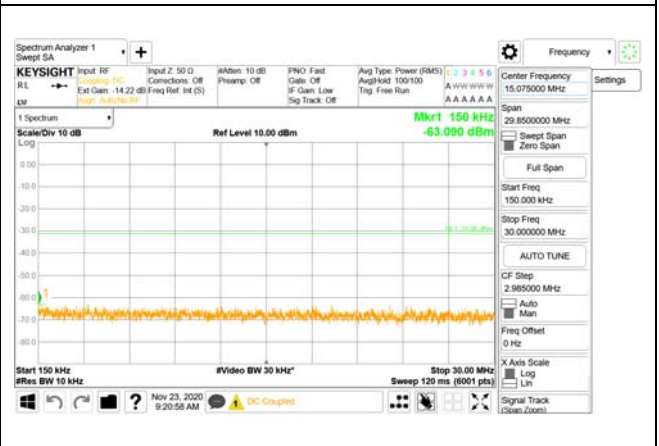 Spectrum Analyzer 1
Swept SA
Frequency
KEYSIGHT
Input: RF
Coupling: DC
Ext Gain: -14.22 dB
Align: Auto/No RF
Input Z: 50 Ω
Corrections: Off
Freq Ref: Int (S)
#Atten: 10 dB
Preamp: Off
PNO: Fast
Gate: Off
IF Gain: Low
Sig Track: Off
Avg Type: Power (RMS)
Avg|Hold: 100/100
Trig: Free Run
1 2 3 4 5 6
A W W W W W
A A A A A A
RL
Settings
Center Frequency
15.075000 MHz
Span
29.8500000 MHz
Swept Span
Zero Span
Full Span
Start Freq
150.000 kHz
Stop Freq
30.000000 MHz
AUTO TUNE
CF Step
2.985000 MHz
Auto
Man
Freq Offset
0 Hz
X Axis Scale
Log
Lin
Signal Track
(Span Zoom)
1 Spectrum
Scale/Div 10 dB
Ref Level 10.00 dBm
Mkr1 150 kHz
-63.090 dBm
Log
0.00
-10.0
-20.0
-30.0
-40.0
-50.0
-60.0
-70.0
-80.0
1
Start 150 kHz
#Video BW 30 kHz*
Stop 30.00 MHz
#Res BW 10 kHz
Sweep 120 ms (6001 pts)
Nov 23, 2020
9:20:58 AM
DC Coupled